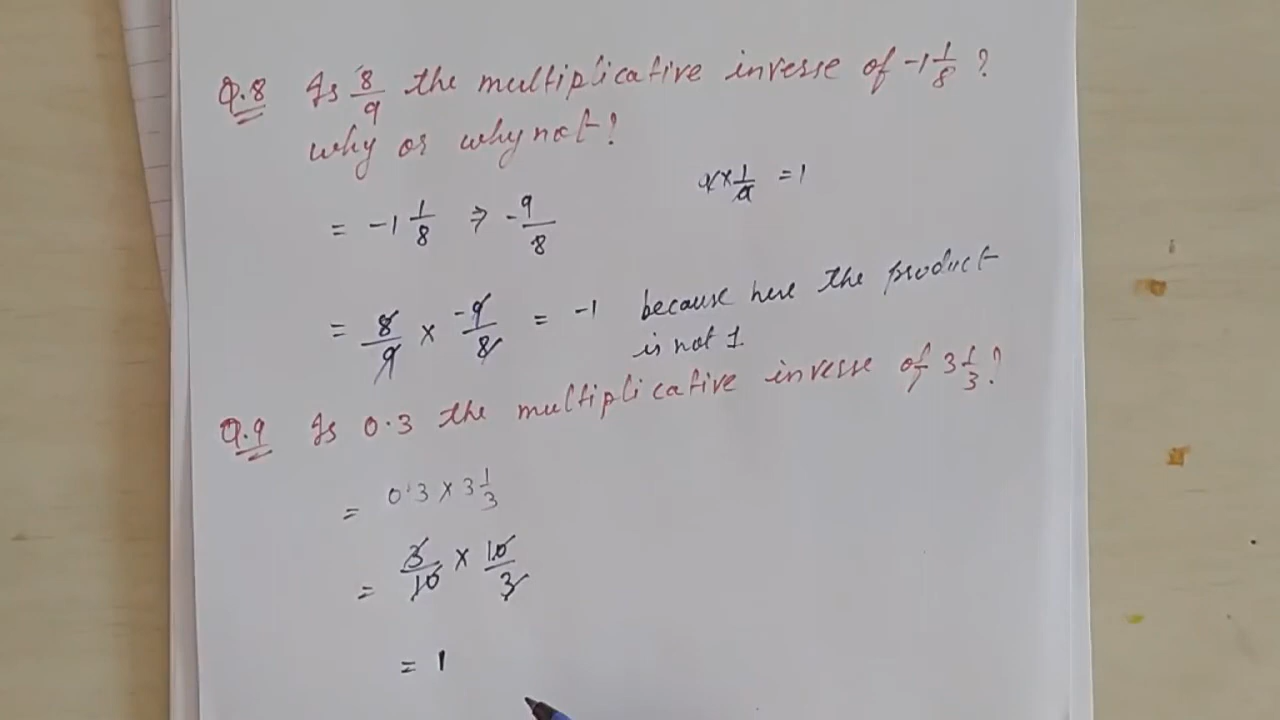 Q.8 Is 8/9 the multiplicative inverse of -1 1/8 ?
why or why not ?
a × 1/a = 1
= -1 1/8 ⇒ -9/8
= 8/9 × -9/8 = -1 because here the product
is not 1
Q.9 Is 0.3 the multiplicative inverse of 3 1/3 ?
= 0.3 × 3 1/3
= 3/10 × 10/3
= 1